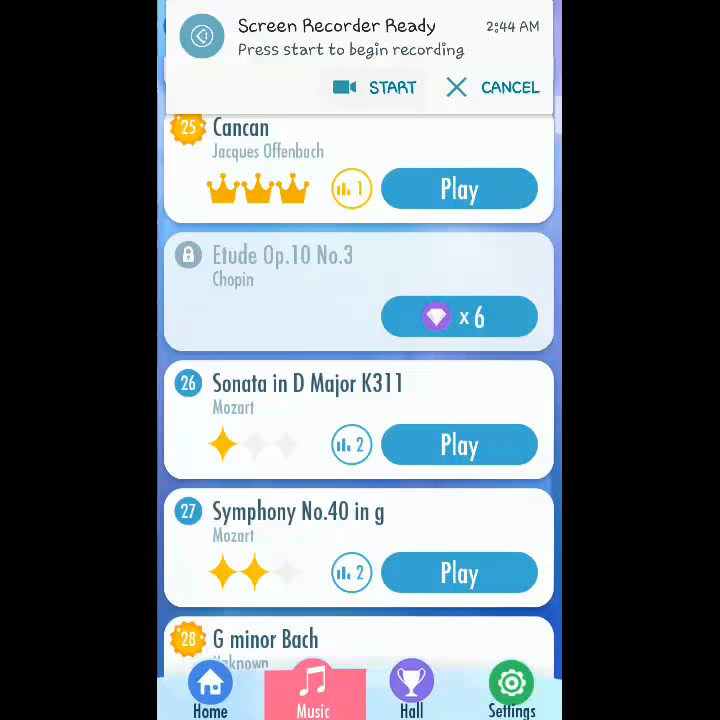 Screen Recorder Ready
2:44 AM
Press start to begin recording
START
CANCEL
25
Cancan
Jacques Offenbach
1
Play
Etude Op.10 No.3
Chopin
x 6
26
Sonata in D Major K311
Mozart
2
Play
27
Symphony No.40 in g
Mozart
2
Play
28
G minor Bach
Unknown
Home
Music
Hall
Settings